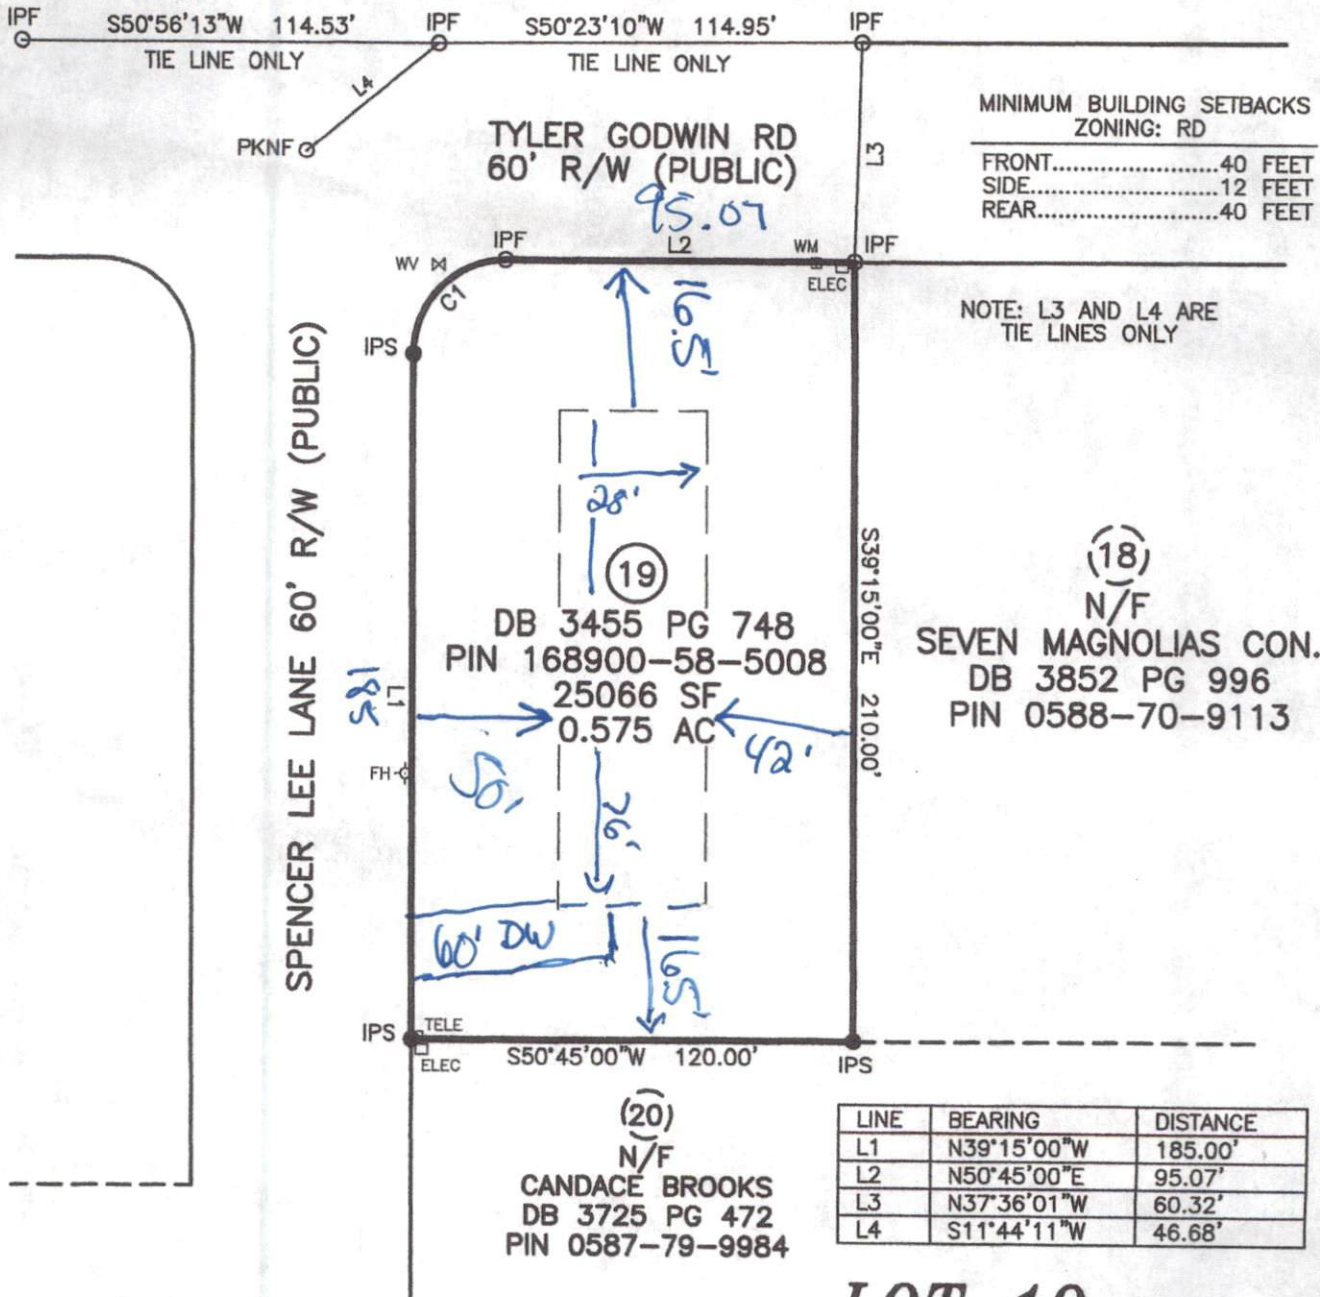 IPF S50°56'13"W 114.53' IPF S50°23'10"W 114.95' IPF
TIE LINE ONLY TIE LINE ONLY
L4
PKNF
TYLER GODWIN RD
60' R/W (PUBLIC)
95.07
L3
MINIMUM BUILDING SETBACKS
ZONING: RD
FRONT.........................40 FEET
SIDE............................12 FEET
REAR...........................40 FEET
IPF L2 WM IPF
WV
ELEC
C1
NOTE: L3 AND L4 ARE
TIE LINES ONLY
IPS
16.5'
SPENCER LEE LANE 60' R/W (PUBLIC)
28'
19
DB 3455 PG 748
PIN 168900-58-5008
25066 SF
0.575 AC
S39°15'00"E 210.00'
18
N/F
SEVEN MAGNOLIAS CON.
DB 3852 PG 996
PIN 0588-70-9113
L1
185
FH
50'
42'
76'
60' DW
16.5'
IPS TELE
ELEC
S50°45'00"W 120.00'
IPS
(20)
N/F
CANDACE BROOKS
DB 3725 PG 472
PIN 0587-79-9984
LINE BEARING DISTANCE
L1 N39°15'00"W 185.00'
L2 N50°45'00"E 95.07'
L3 N37°36'01"W 60.32'
L4 S11°44'11"W 46.68'
LOT 19